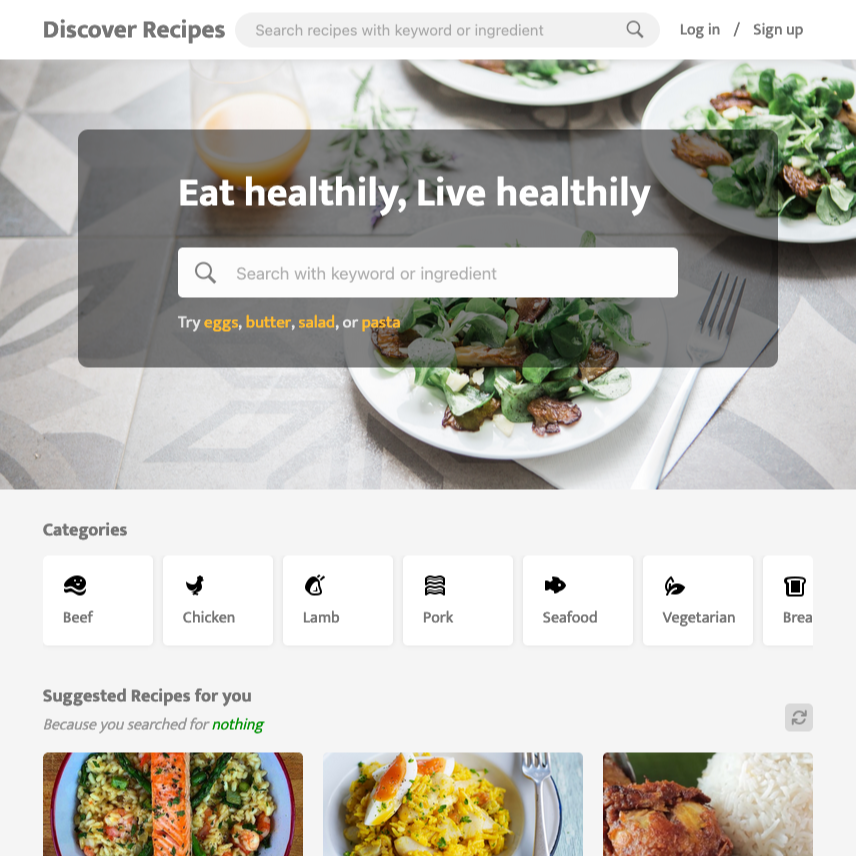 Discover Recipes
Search recipes with keyword or ingredient
Log in / Sign up
Eat healthily, Live healthily
Search with keyword or ingredient
Try eggs, butter, salad, or pasta
Categories
Beef
Chicken
Lamb
Pork
Seafood
Vegetarian
Brea
Suggested Recipes for you
Because you searched for nothing